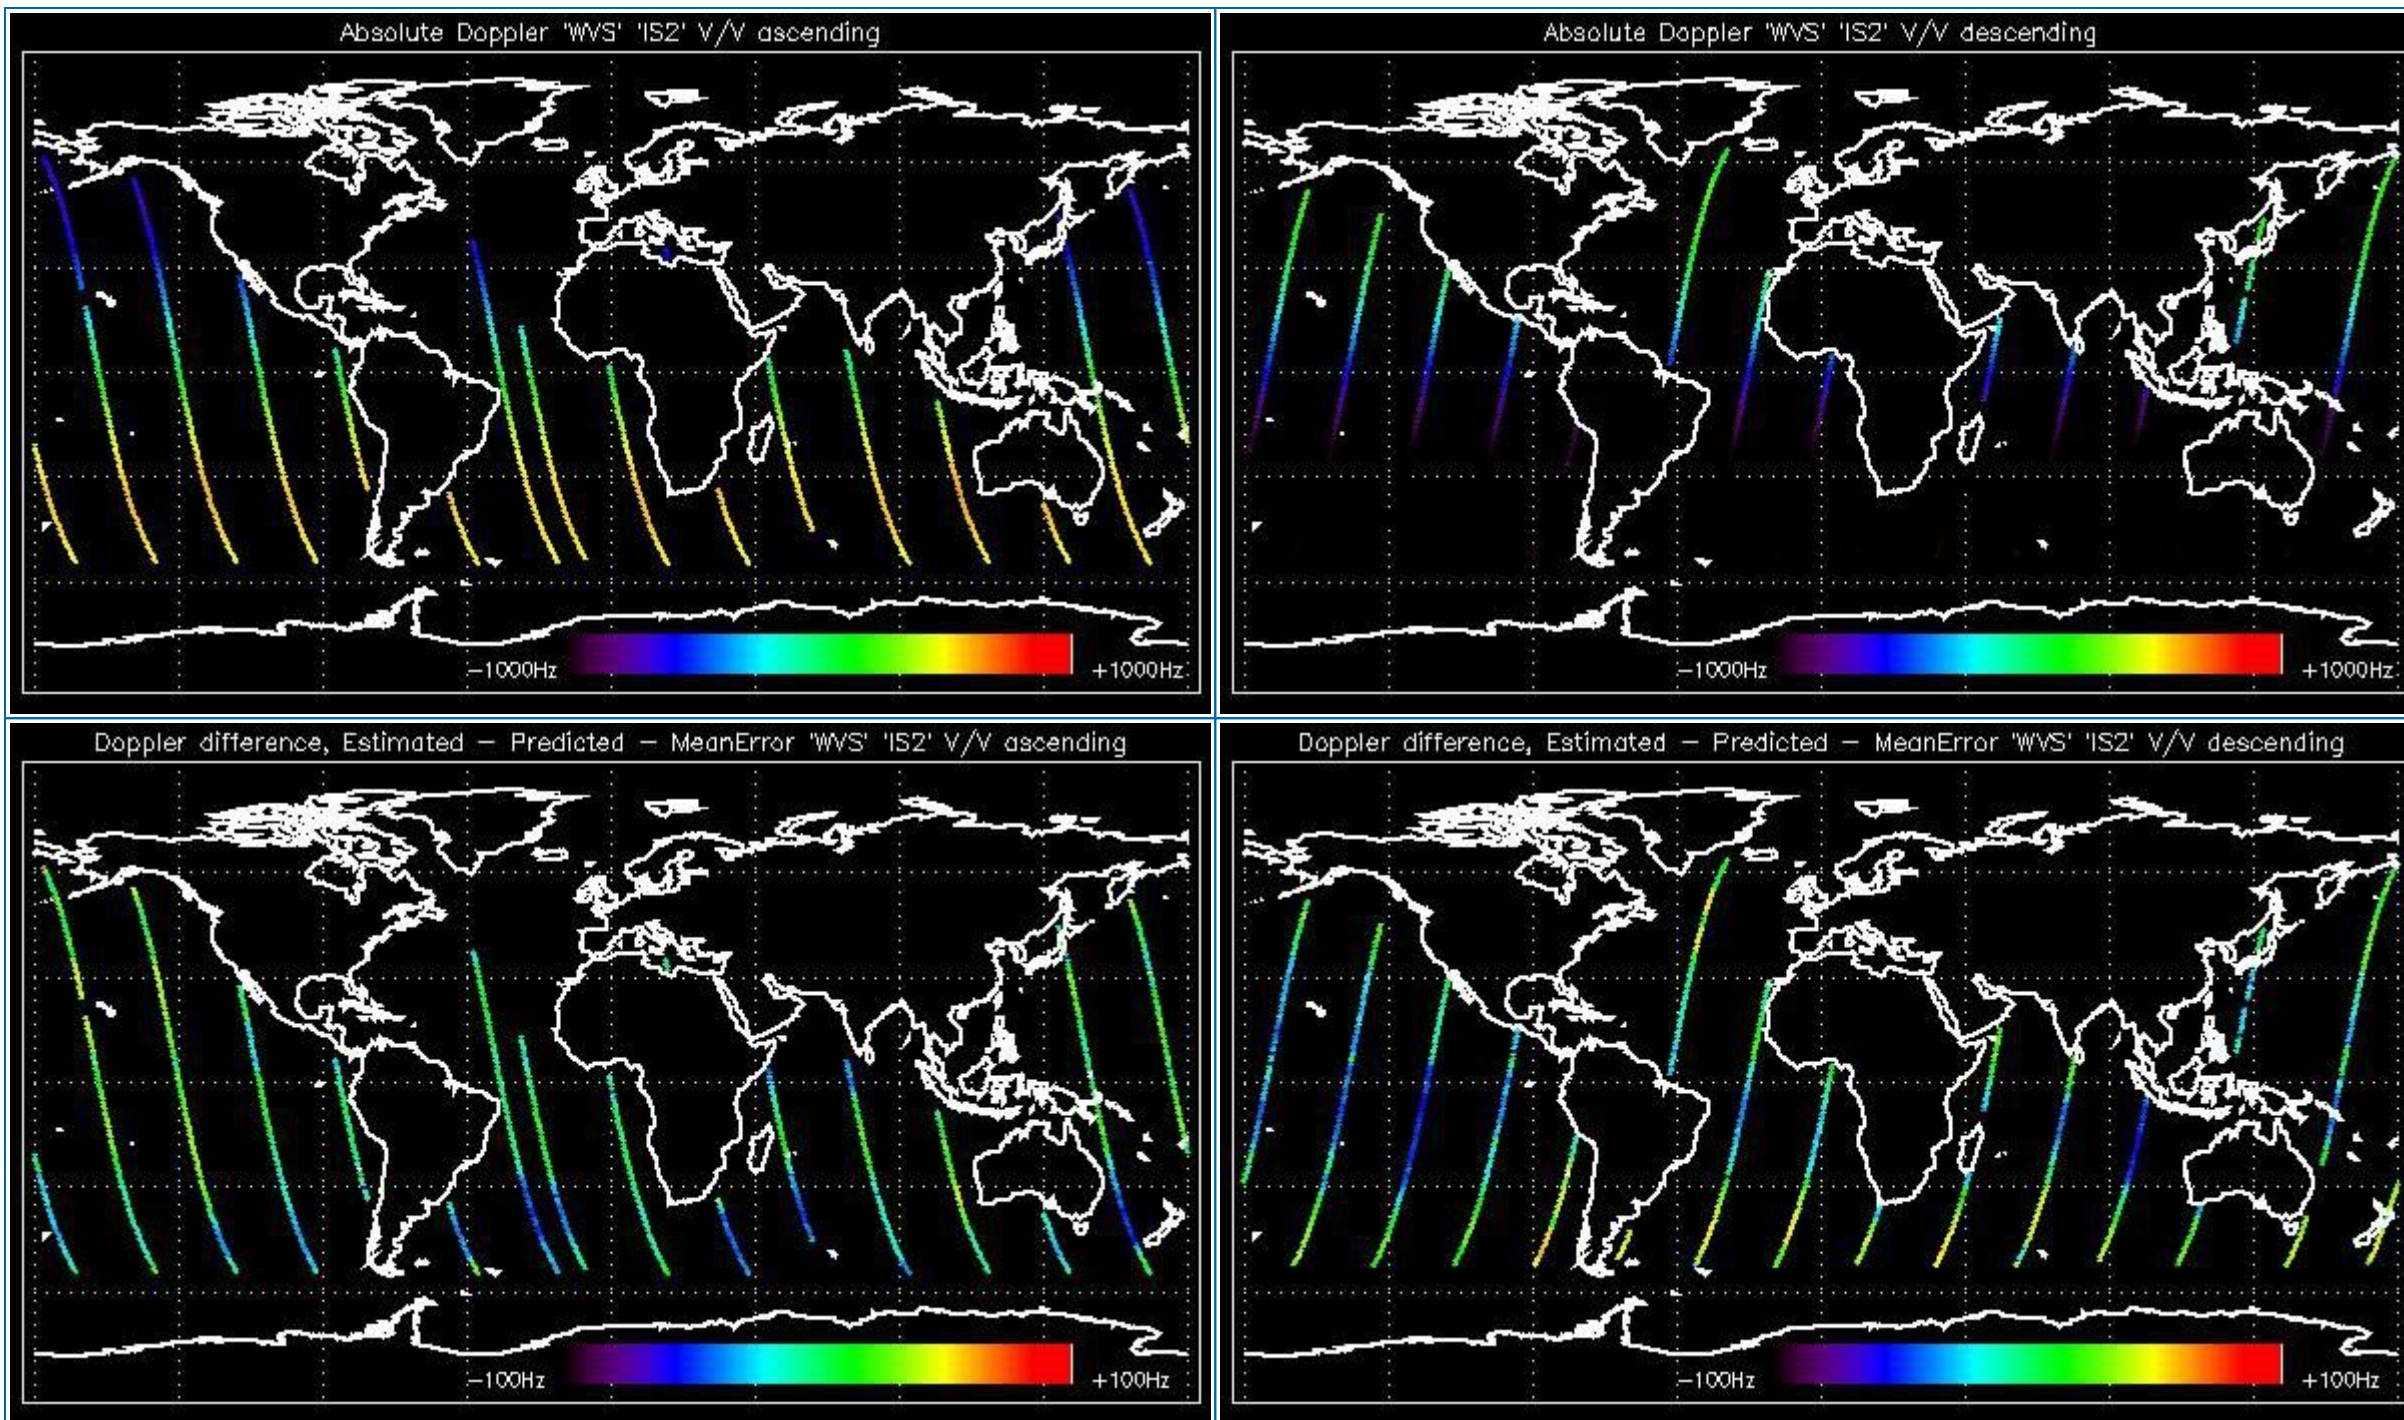 Absolute Doppler 'WVS' 'IS2' V/V ascending
-1000Hz
+1000Hz
Absolute Doppler 'WVS' 'IS2' V/V descending
-1000Hz
+1000Hz
Doppler difference, Estimated - Predicted - MeanError 'WVS' 'IS2' V/V ascending
-100Hz
+100Hz
Doppler difference, Estimated - Predicted - MeanError 'WVS' 'IS2' V/V descending
-100Hz
+100Hz